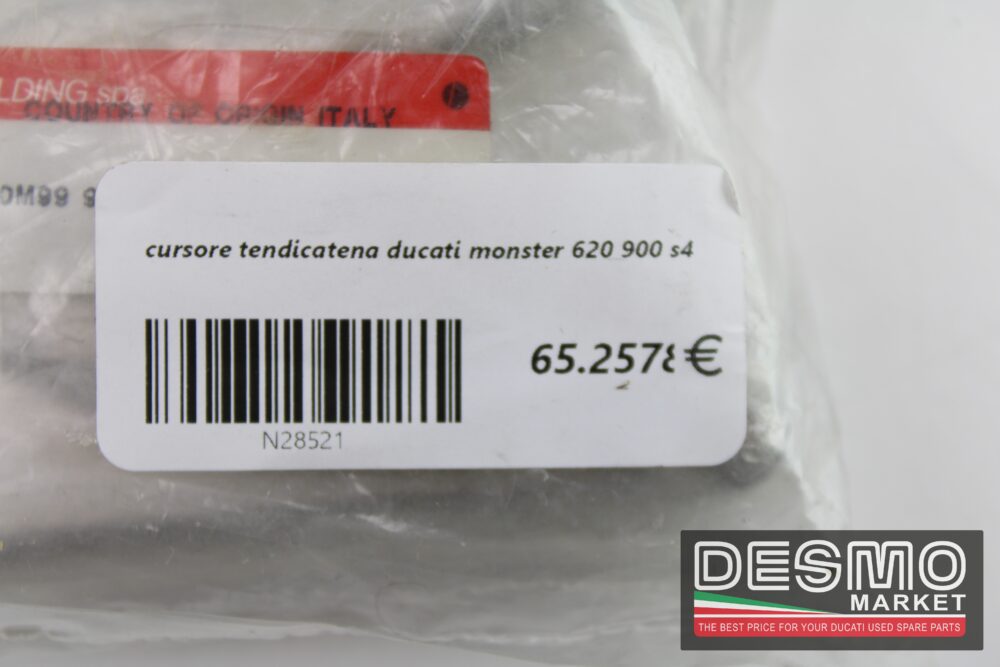 LDING spa
COUNTRY OF ORIGIN ITALY
cursore tendicatena ducati monster 620 900 s4
65.2578 €
N28521
DESMO
MARKET
THE BEST PRICE FOR YOUR DUCATI USED SPARE PARTS